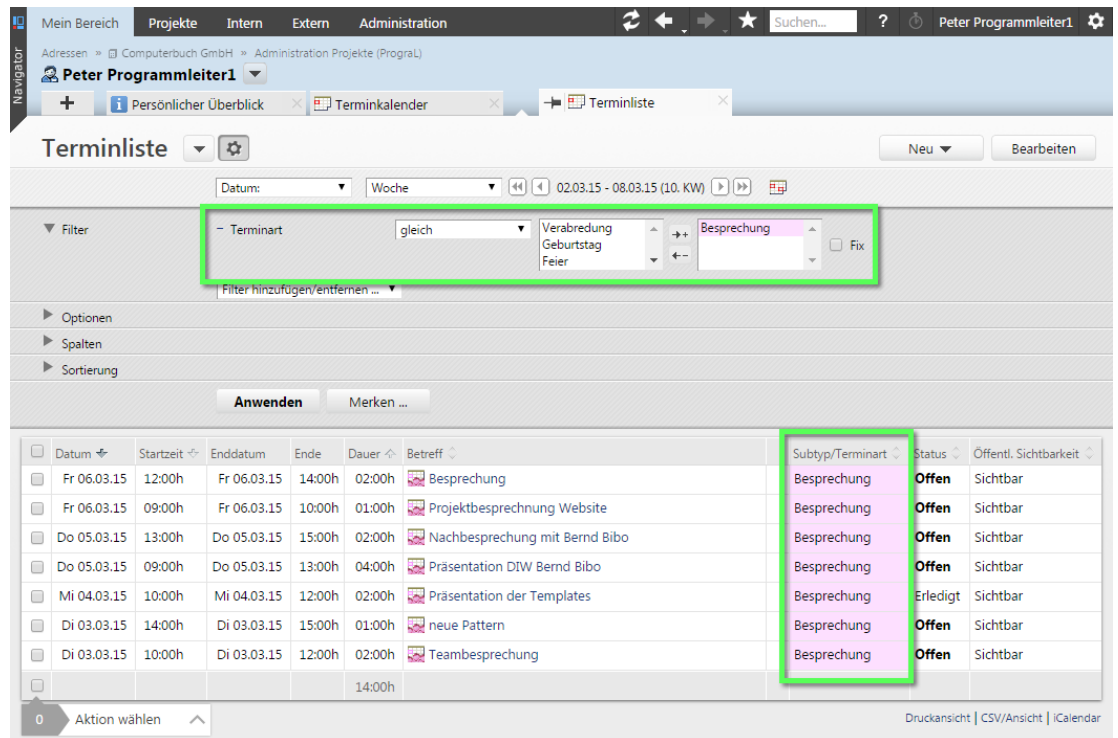 Mein Bereich Projekte Intern Extern Administration Suchen... ? Peter Programmleiter1
Navigator
Adressen » Computerbuch GmbH » Administration Projekte (PrograL)
Peter Programmleiter1
+ Persönlicher Überblick Terminkalender Terminliste
Terminliste Neu Bearbeiten
Datum: Woche 02.03.15 - 08.03.15 (10. KW)
Filter - Terminart gleich Verabredung Besprechung
Geburtstag Fix
Feier
Filter hinzufügen/entfernen ...
Optionen
Spalten
Sortierung
Anwenden Merken ...
Datum Startzeit Enddatum Ende Dauer Betreff Subtyp/Terminart Status Öffentl. Sichtbarkeit
Fr 06.03.15 12:00h Fr 06.03.15 14:00h 02:00h Besprechung Besprechung Offen Sichtbar
Fr 06.03.15 09:00h Fr 06.03.15 10:00h 01:00h Projektbesprechnung Website Besprechung Offen Sichtbar
Do 05.03.15 13:00h Do 05.03.15 15:00h 02:00h Nachbesprechung mit Bernd Bibo Besprechung Offen Sichtbar
Do 05.03.15 09:00h Do 05.03.15 13:00h 04:00h Präsentation DIW Bernd Bibo Besprechung Offen Sichtbar
Mi 04.03.15 10:00h Mi 04.03.15 12:00h 02:00h Präsentation der Templates Besprechung Erledigt Sichtbar
Di 03.03.15 14:00h Di 03.03.15 15:00h 01:00h neue Pattern Besprechung Offen Sichtbar
Di 03.03.15 10:00h Di 03.03.15 12:00h 02:00h Teambesprechung Besprechung Offen Sichtbar
14:00h
0 Aktion wählen Druckansicht | CSV/Ansicht | iCalendar